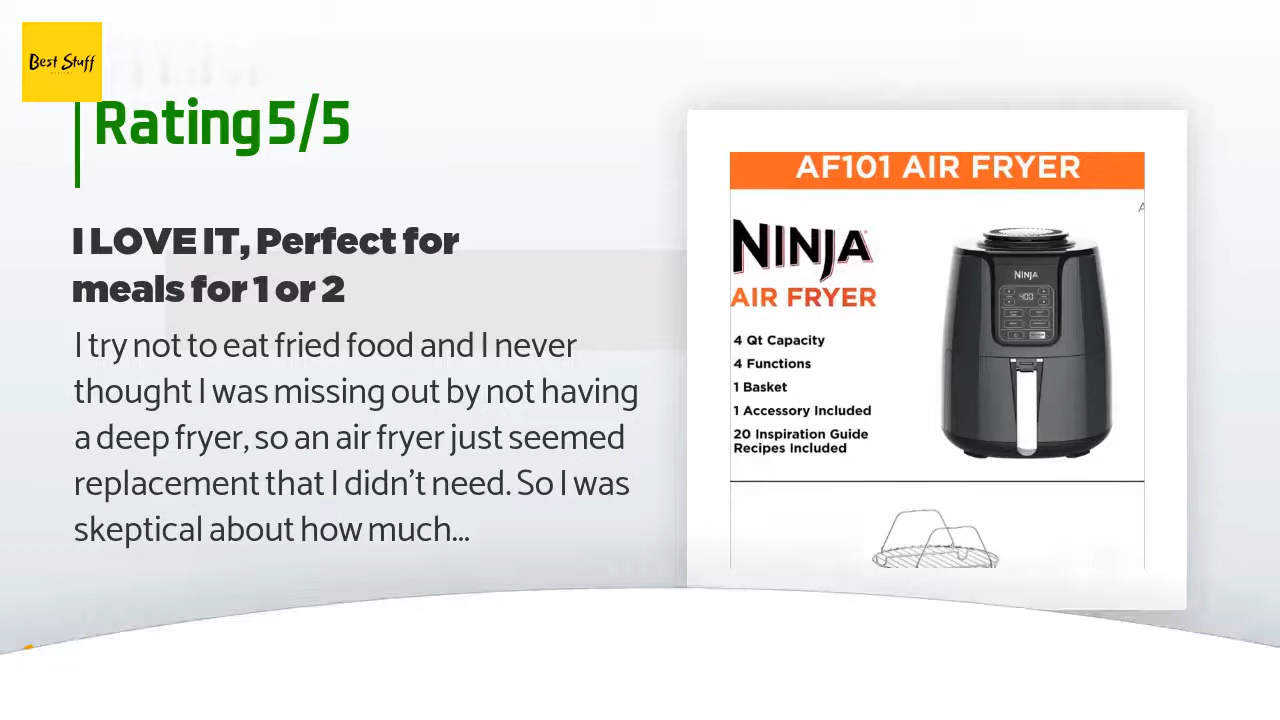 Best Stuff
Rating 5/5
I LOVE IT, Perfect for
meals for 1 or 2
I try not to eat fried food and I never
thought I was missing out by not having
a deep fryer, so an air fryer just seemed
replacement that I didn't need. So I was
skeptical about how much...
AF101 AIR FRYER
A
NINJA
AIR FRYER
4 Qt Capacity
4 Functions
1 Basket
1 Accessory Included
20 Inspiration Guide
Recipes Included
NINJA
400